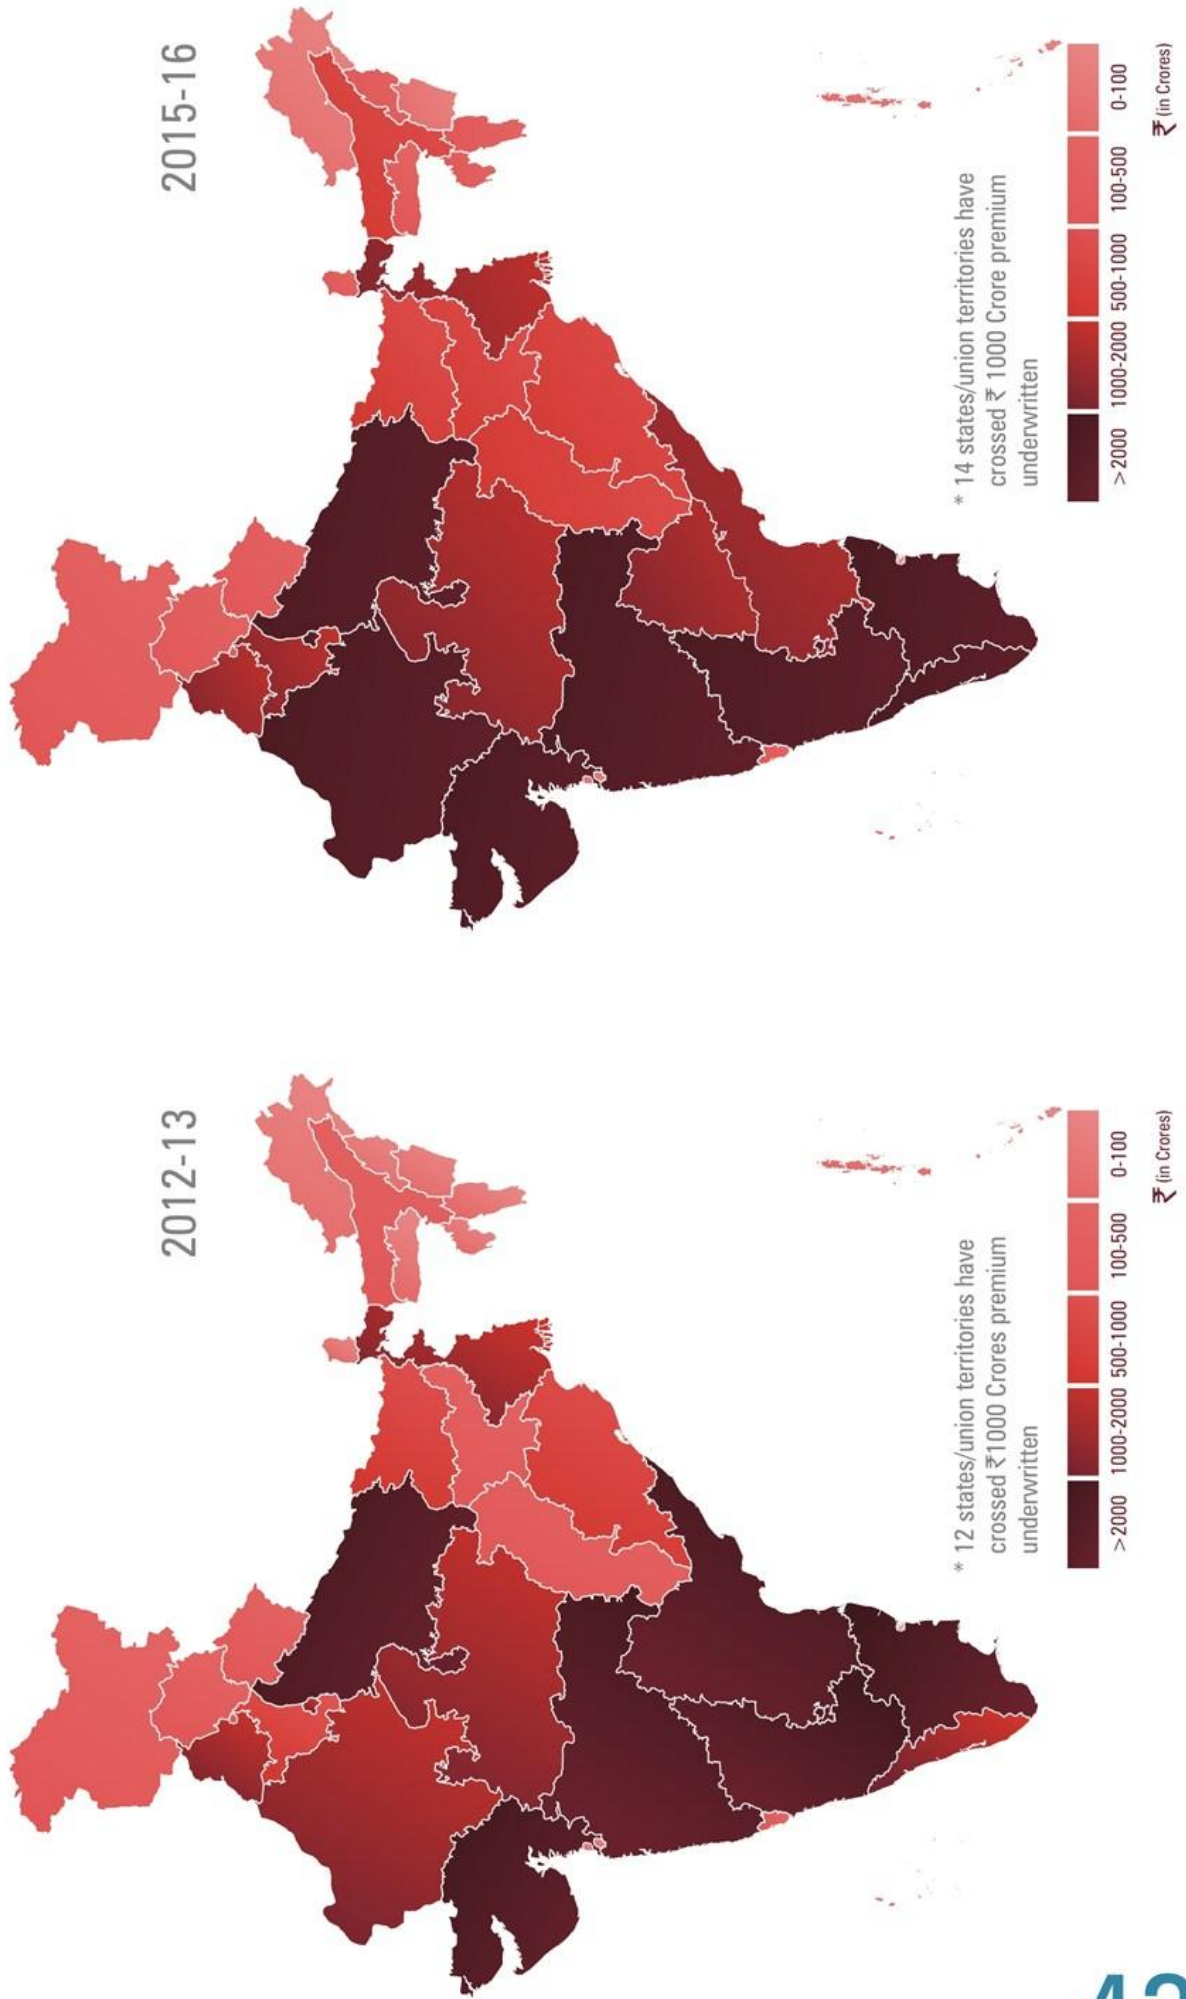 2012-13
* 12 states/union territories have
crossed ₹1000 Crores premium
underwritten
>2000 1000-2000 500-1000 100-500 0-100
₹ (in Crores)
2015-16
* 14 states/union territories have
crossed ₹ 1000 Crore premium
underwritten
>2000 1000-2000 500-1000 100-500 0-100
₹ (in Crores)